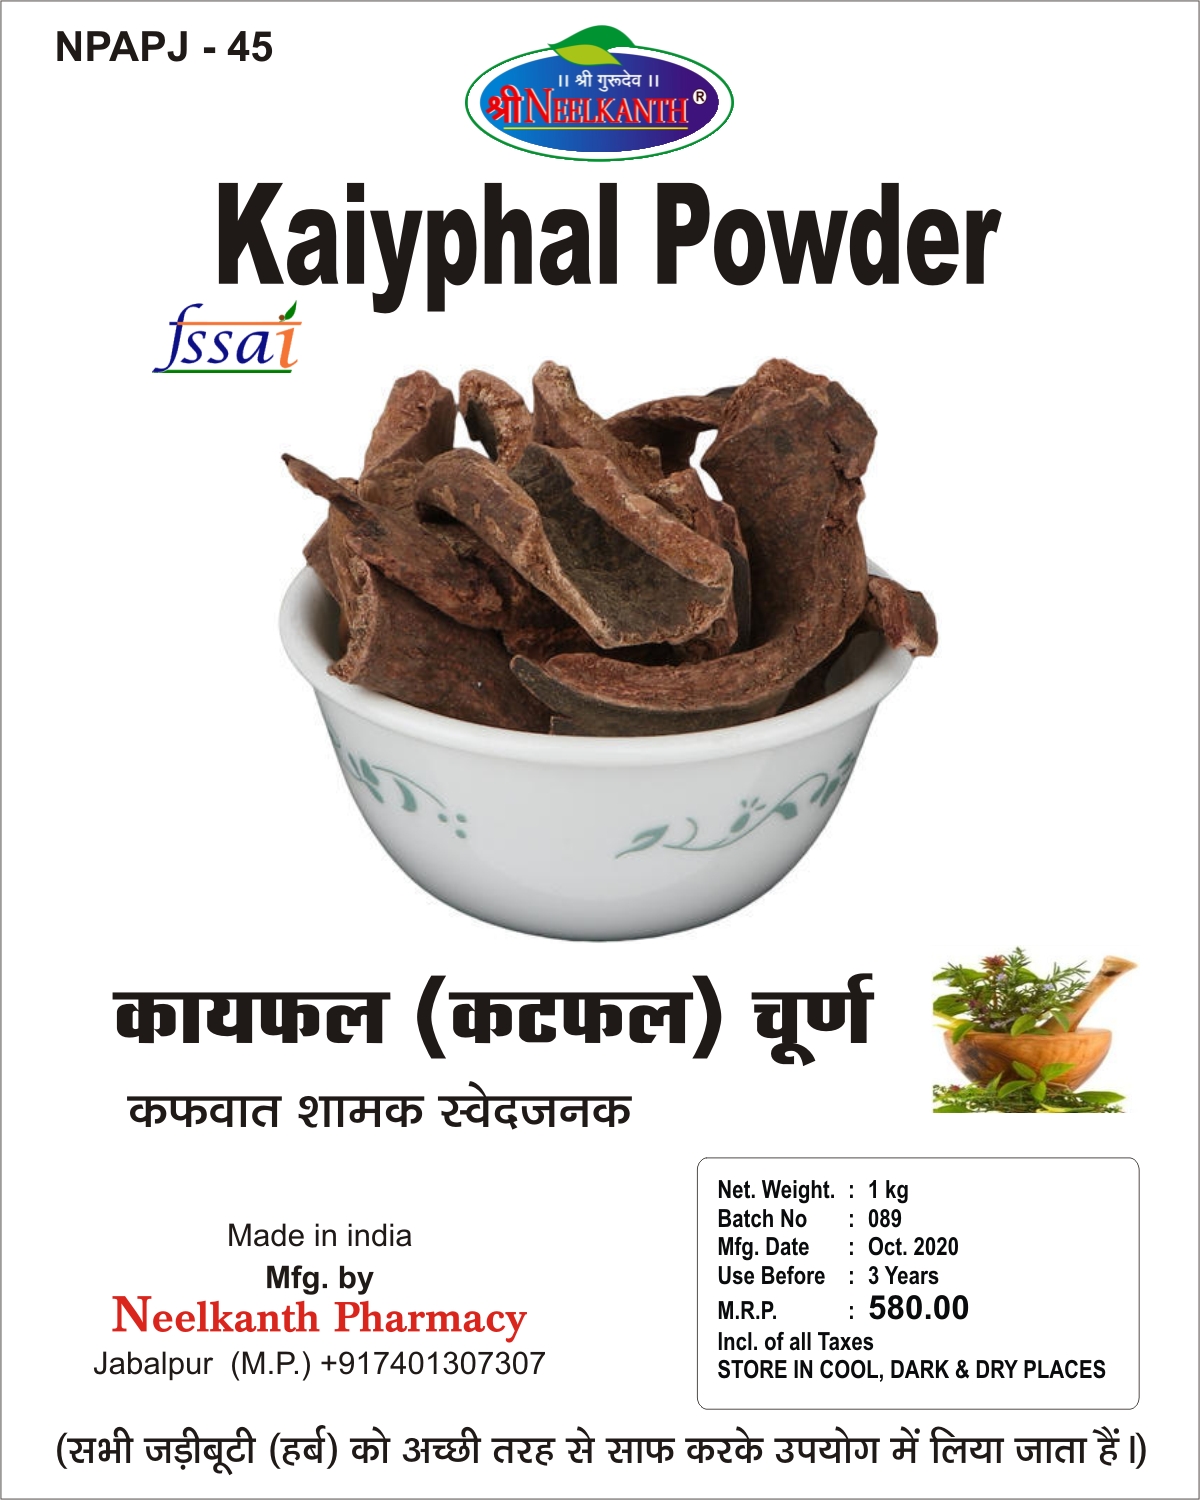 NPAPJ - 45
।। श्री गुरूदेव ।।
श्री NEELKANTH ®
Kaiyphal Powder
fssai
कायफल (कटफल) चूर्ण
कफवात शामक स्वेदजनक
Net. Weight. : 1 kg
Batch No : 089
Mfg. Date : Oct. 2020
Use Before : 3 Years
M.R.P. : 580.00
Incl. of all Taxes
STORE IN COOL, DARK & DRY PLACES
Made in india
Mfg. by
Neelkanth Pharmacy
Jabalpur (M.P.) +917401307307
(सभी जड़ीबूटी (हर्ब) को अच्छी तरह से साफ करके उपयोग में लिया जाता हैं।)